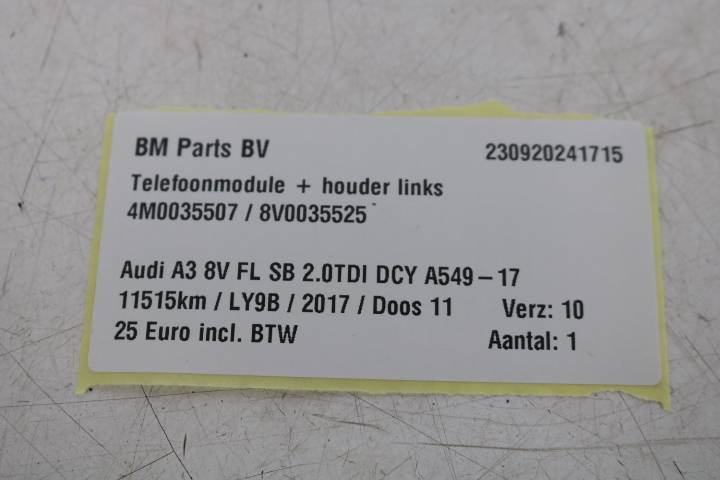 BM Parts BV 230920241715
Telefoonmodule + houder links
4M0035507 / 8V0035525
Audi A3 8V FL SB 2.0TDI DCY A549-17
11515km / LY9B / 2017 / Doos 11 Verz: 10
25 Euro incl. BTW Aantal: 1